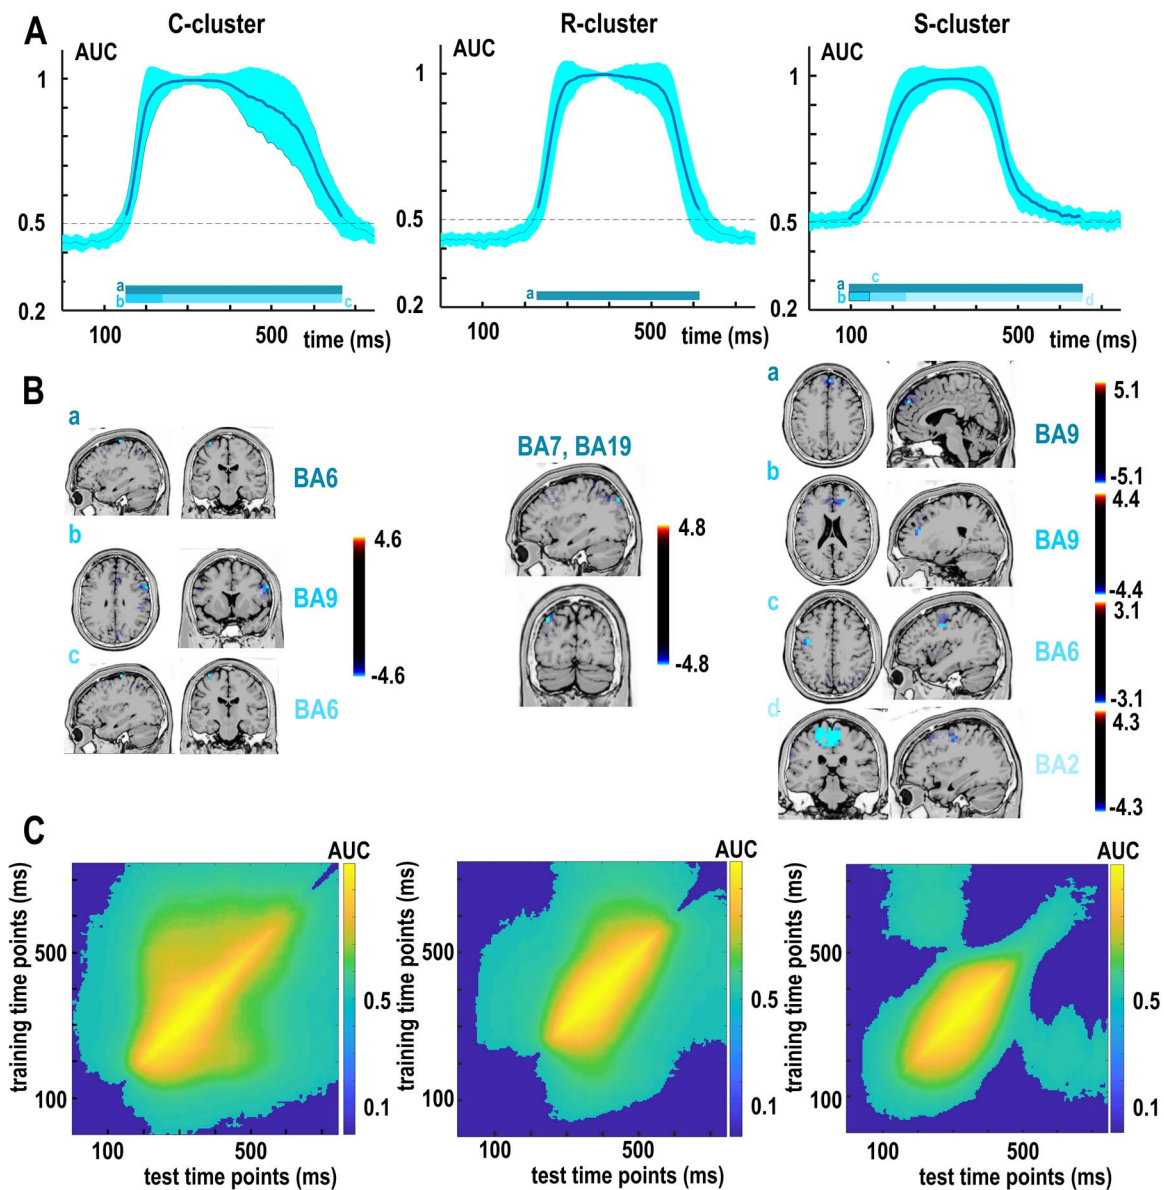 A
C-cluster
R-cluster
S-cluster
AUC
AUC
AUC
1
0.5
0.2
a
b
c
100
500
time (ms)
1
0.5
0.2
a
100
500
time (ms)
1
0.5
0.2
a
b
c
d
100
500
time (ms)
B
a
BA6
b
BA9
c
BA6
4.6
-4.6
BA7, BA19
4.8
-4.8
a
BA9
5.1
-5.1
b
BA9
4.4
-4.4
c
BA6
3.1
-3.1
d
BA2
4.3
-4.3
C
AUC
AUC
AUC
training time points (ms)
500
100
0.5
0.1
100
500
test time points (ms)
training time points (ms)
500
100
0.5
0.1
100
500
test time points (ms)
training time points (ms)
500
100
0.5
0.1
100
500
test time points (ms)